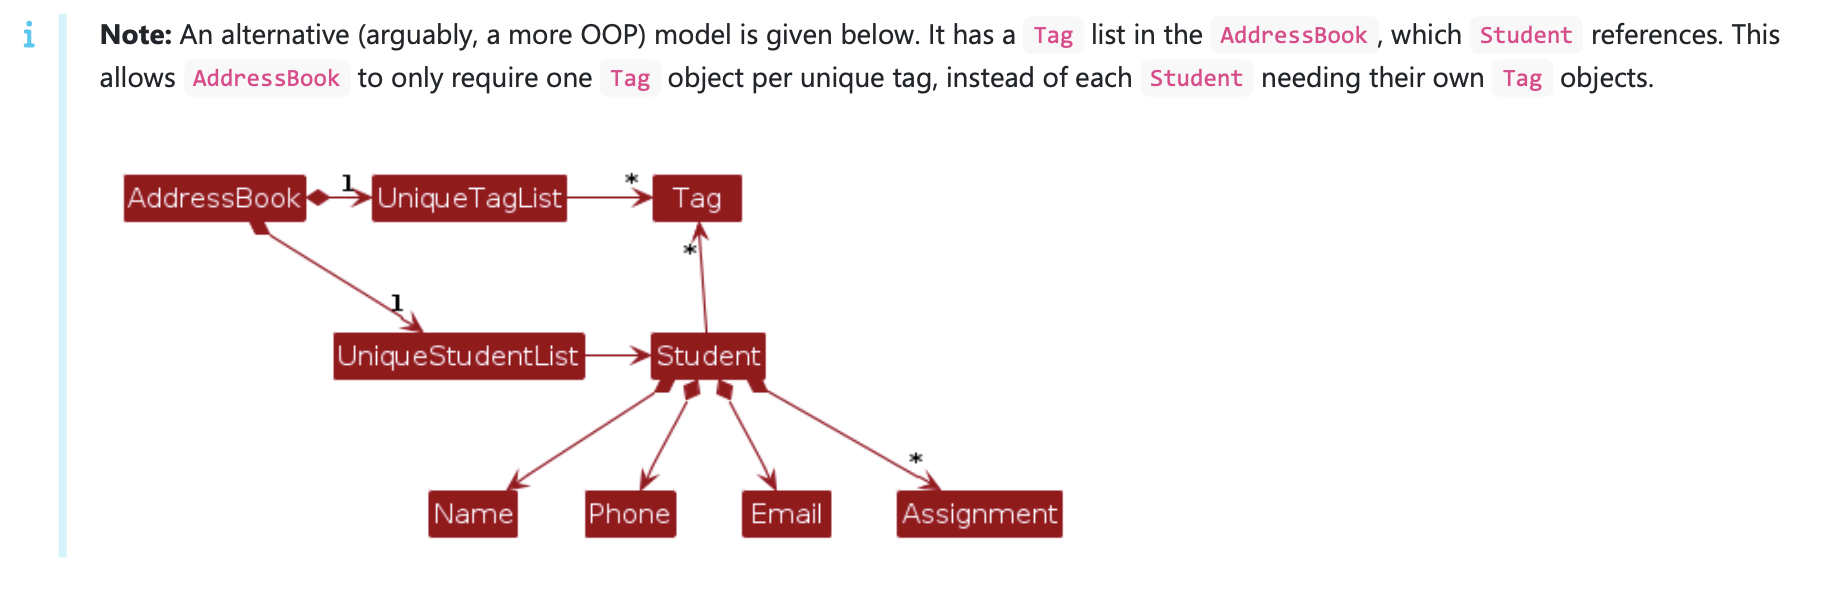 i
Note: An alternative (arguably, a more OOP) model is given below. It has a Tag list in the AddressBook , which Student references. This
allows AddressBook to only require one Tag object per unique tag, instead of each Student needing their own Tag objects.
AddressBook 1 UniqueTagList * Tag
*
1
UniqueStudentList Student
*
Name Phone Email Assignment